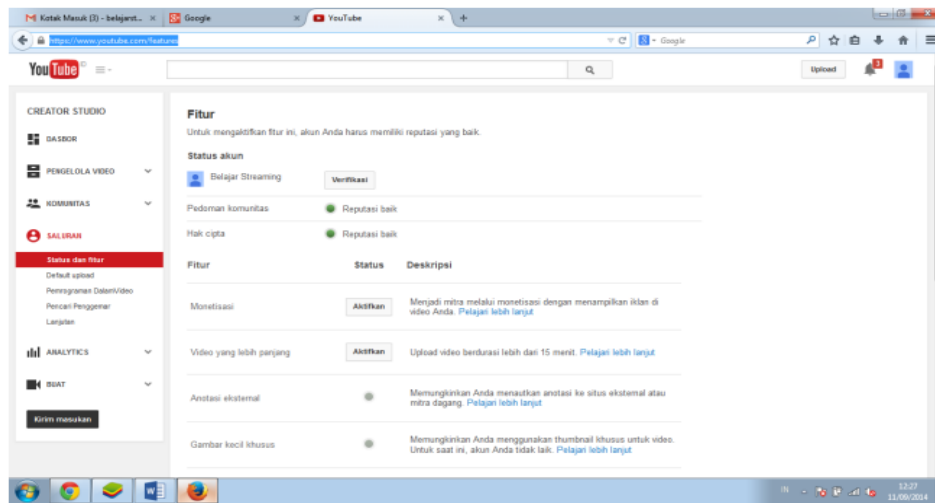 Kotak Masuk (3) - belajarst...
Google
YouTube
https://www.youtube.com/features
Google
YouTube ID
Upload
3
CREATOR STUDIO
DASBOR
PENGELOLA VIDEO
KOMUNITAS
SALURAN
Status dan fitur
Default upload
Pemrograman DalamVideo
Pencari Penggemar
Lanjutan
ANALYTICS
BUAT
Kirim masukan
Fitur
Untuk mengaktifkan fitur ini, akun Anda harus memiliki reputasi yang baik.
Status akun
Belajar Streaming
Verifikasi
Pedoman komunitas
Reputasi baik
Hak cipta
Reputasi baik
Fitur
Status
Deskripsi
Monetisasi
Aktifkan
Menjadi mitra melalui monetisasi dengan menampilkan iklan di
video Anda. Pelajari lebih lanjut
Video yang lebih panjang
Aktifkan
Upload video berdurasi lebih dari 15 menit. Pelajari lebih lanjut
Anotasi eksternal
Memungkinkan Anda menautkan anotasi ke situs eksternal atau
mitra dagang. Pelajari lebih lanjut
Gambar kecil khusus
Memungkinkan Anda menggunakan thumbnail khusus untuk video.
Untuk saat ini, akun Anda tidak laik. Pelajari lebih lanjut
IN
12:27
11/09/2014